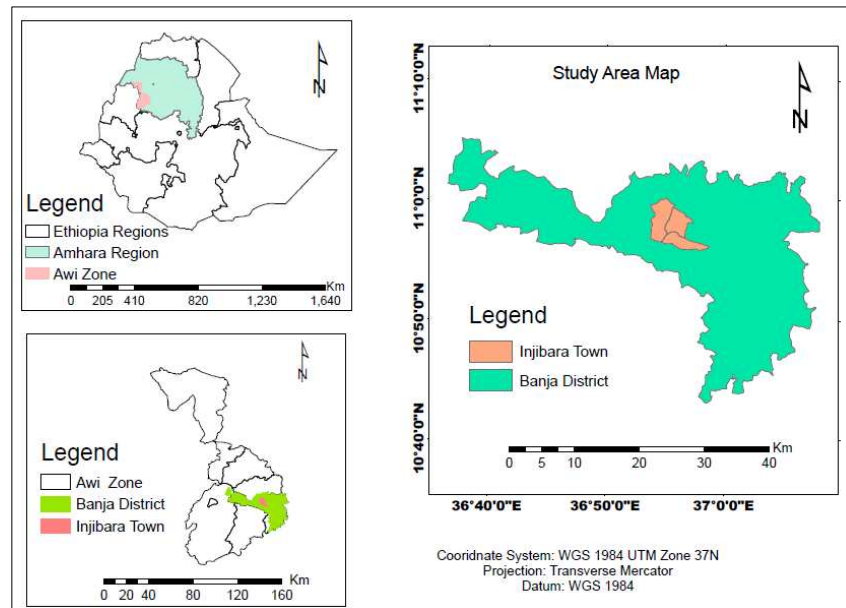 N
Legend
Ethiopia Regions
Amhara Region
Awi Zone
Km
0 205 410 820 1,230 1,640
N
Legend
Awi Zone
Banja District
Injibara Town
Km
0 20 40 80 120 160
Study Area Map
N
11°10'0"N
11°0'0"N
10°50'0"N
10°40'0"N
Legend
Injibara Town
Banja District
Km
0 5 10 20 30 40
36°40'0"E 36°50'0"E 37°0'0"E
Cooridnate System: WGS 1984 UTM Zone 37N
Projection: Transverse Mercator
Datum: WGS 1984